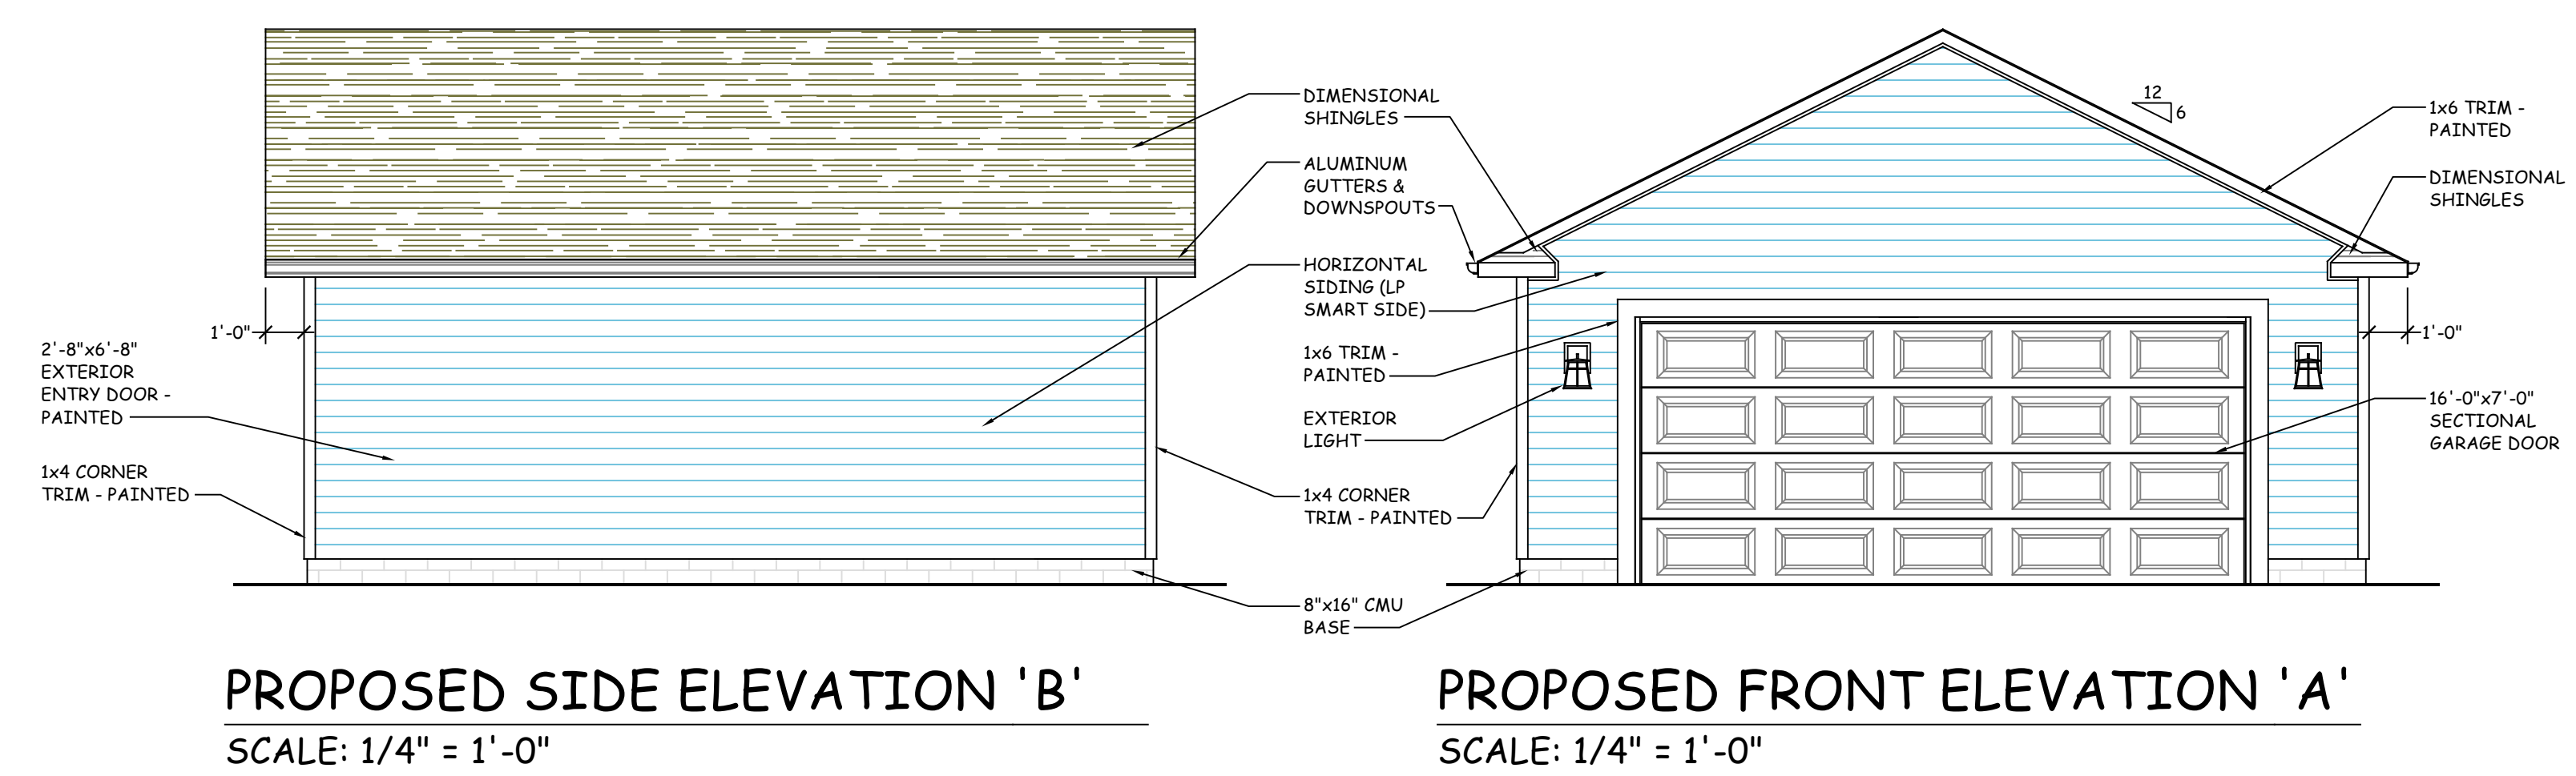 DIMENSIONAL
SHINGLES
ALUMINUM
GUTTERS &
DOWNSPOUTS
HORIZONTAL
SIDING (LP
SMART SIDE)
1'-0"
2'-8"x6'-8"
EXTERIOR
ENTRY DOOR -
PAINTED
1x4 CORNER
TRIM - PAINTED
1x6 TRIM -
PAINTED
EXTERIOR
LIGHT
1x4 CORNER
TRIM - PAINTED
8"x16" CMU
BASE
12
6
1x6 TRIM -
PAINTED
DIMENSIONAL
SHINGLES
1'-0"
16'-0"x7'-0"
SECTIONAL
GARAGE DOOR
PROPOSED SIDE ELEVATION 'B'
SCALE: 1/4" = 1'-0"
PROPOSED FRONT ELEVATION 'A'
SCALE: 1/4" = 1'-0"